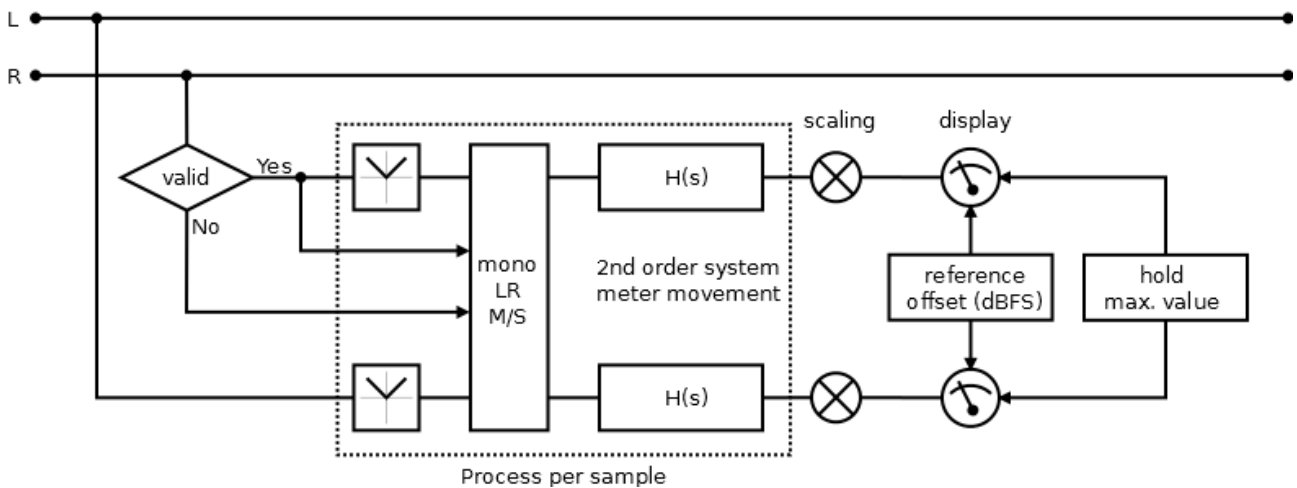 L
R
scaling
display
valid
Yes
H(s)
No
mono
LR
M/S
2nd order system
meter movement
reference
offset (dBFS)
hold
max. value
H(s)
Process per sample